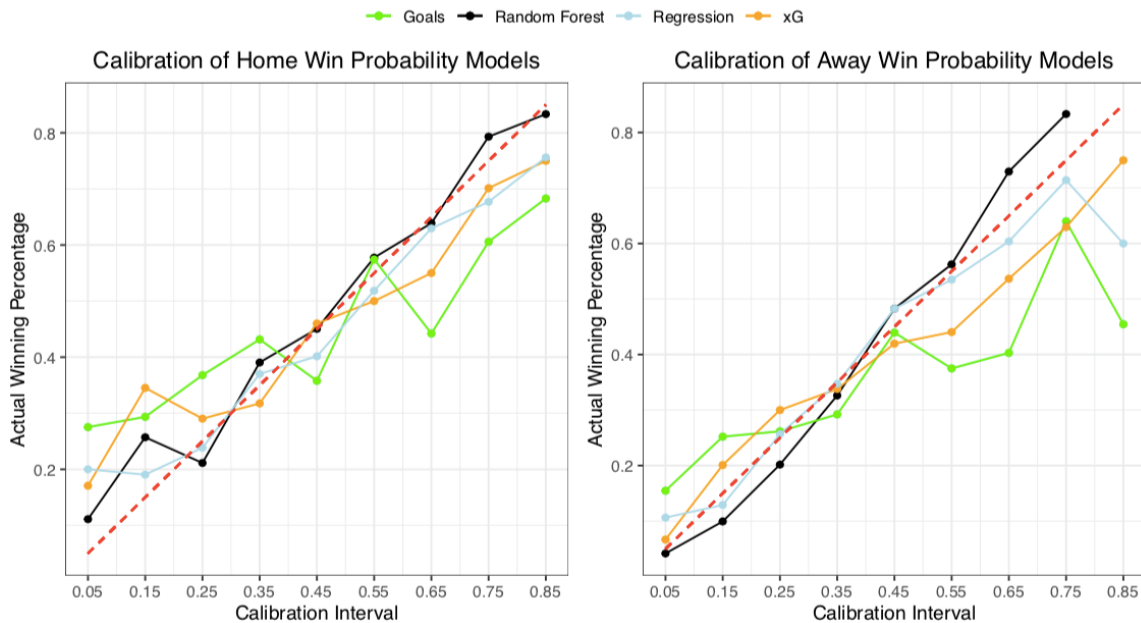 Goals Random Forest Regression xG
Calibration of Home Win Probability Models
Actual Winning Percentage
0.8
0.6
0.4
0.2
0.05 0.15 0.25 0.35 0.45 0.55 0.65 0.75 0.85
Calibration Interval
Calibration of Away Win Probability Models
Actual Winning Percentage
0.8
0.6
0.4
0.2
0.05 0.15 0.25 0.35 0.45 0.55 0.65 0.75 0.85
Calibration Interval